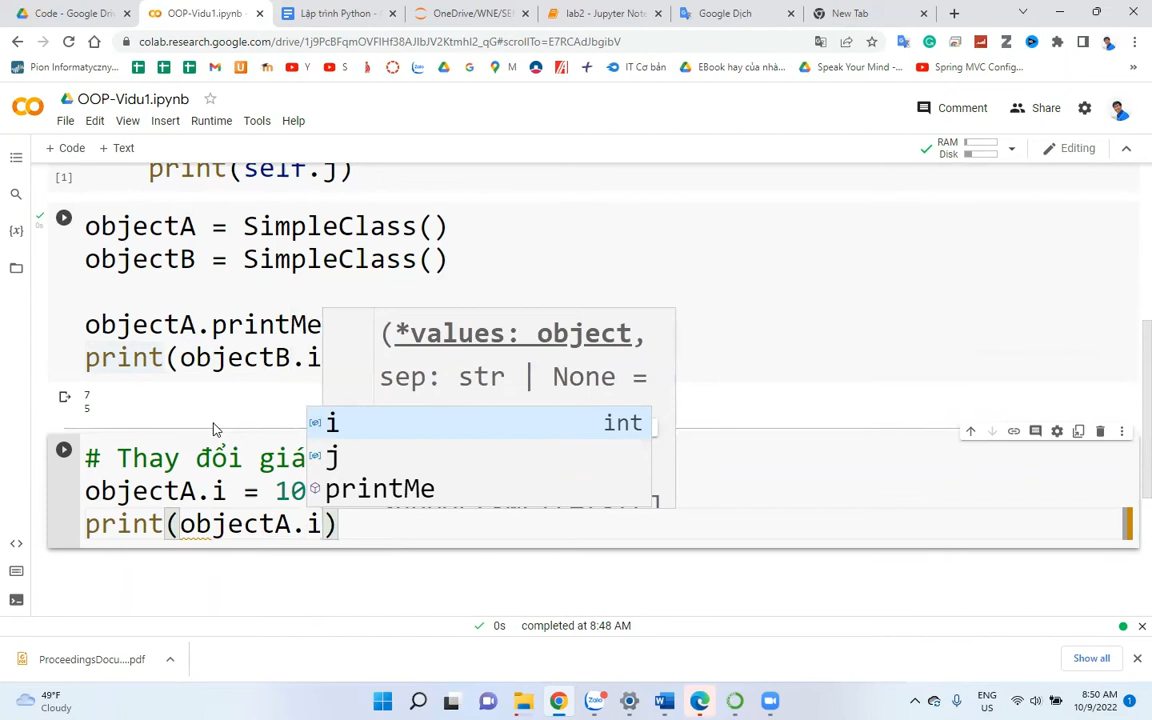 Code - Google Dri
OOP-Vidu1.ipynb -
Lập trình Python -
OneDrive/WNE/SE
lab2 - Jupyter Note
Google Dịch
New Tab
colab.research.google.com/drive/1j9PcBFqmOVFlHf38AJIbJV2KtmhI2_qG#scrollTo=E7RCAdJbgibV
Pion Informatyczny...
Y
S
M
IT Cơ bản
EBook hay của nhà...
Speak Your Mind -...
Spring MVC Config...
OOP-Vidu1.ipynb
Comment
Share
File Edit View Insert Runtime Tools Help
+ Code + Text
RAM
Disk
Editing
[1]
print(self.j)
0s
objectA = SimpleClass()
objectB = SimpleClass()
objectA.printMe
print(objectB.i
(*values: object,
sep: str | None =
7
5
i int
j
printMe
# Thay đổi giá
objectA.i = 10
print(objectA.i)
0s completed at 8:48 AM
ProceedingsDocu....pdf
Show all
49°F
Cloudy
ENG
US
8:50 AM
10/9/2022
1